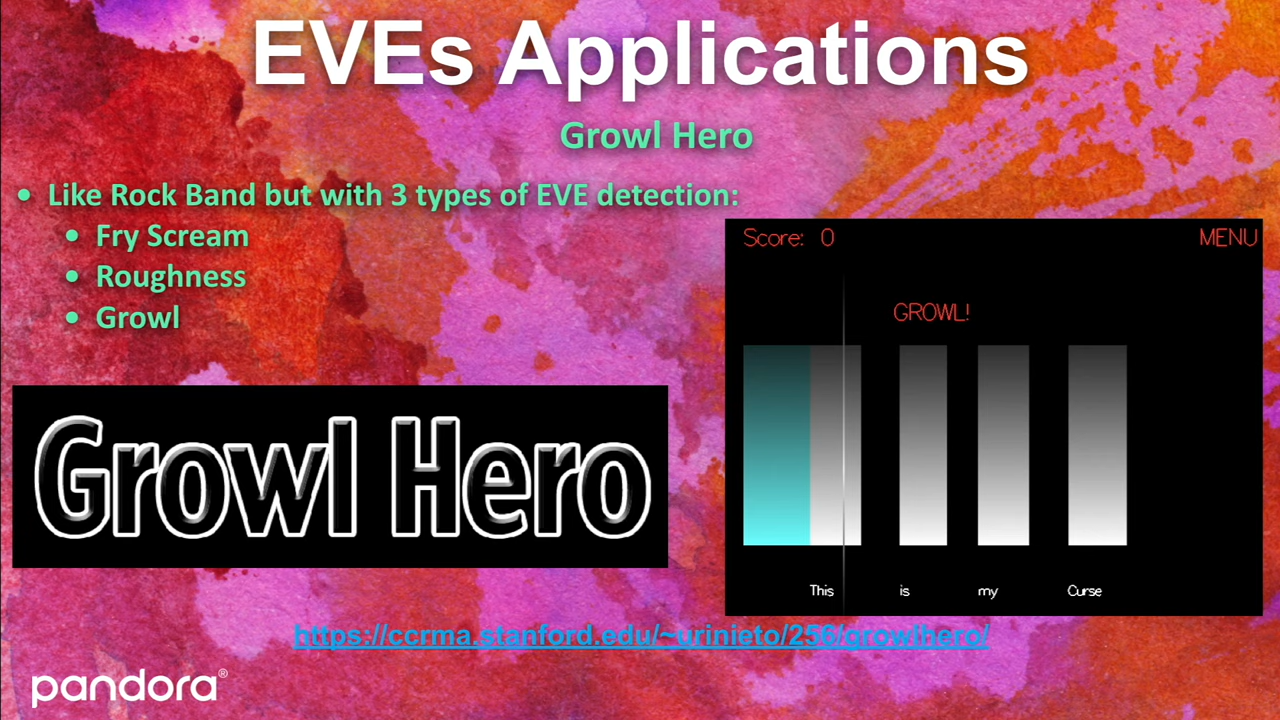 EVEs Applications
Growl Hero
• Like Rock Band but with 3 types of EVE detection:
• Fry Scream
• Roughness
• Growl
Score: 0 MENU
GROWL!
Growl Hero
This is my Curse
https://ccrma.stanford.edu/~urinieto/256/growlhero/
pandora®